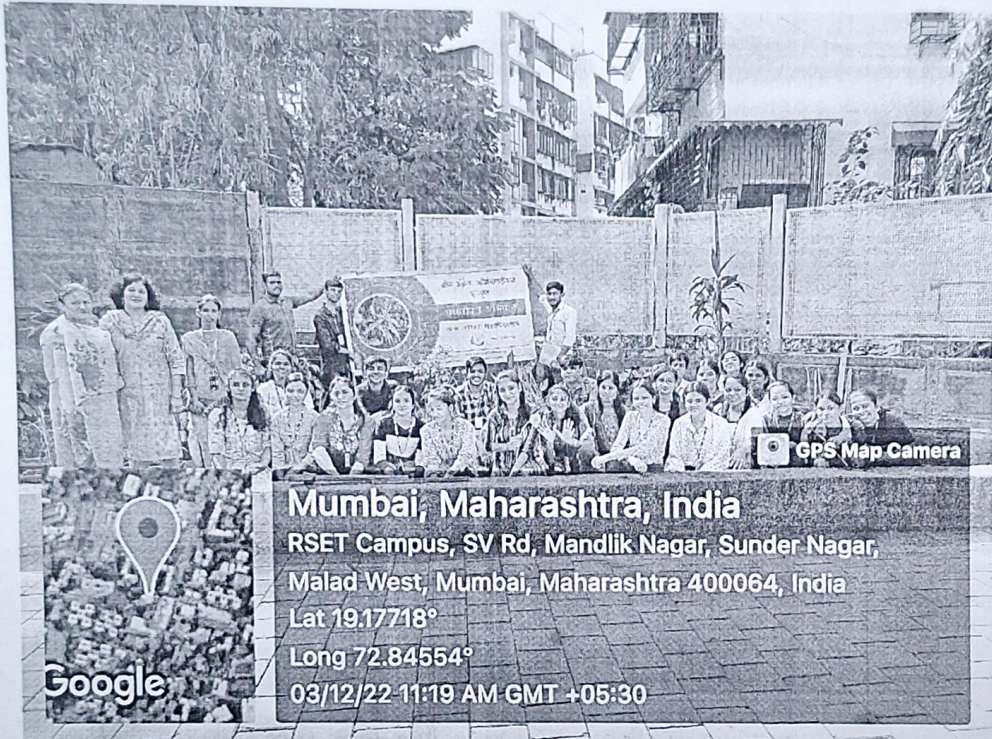 GPS Map Camera
Mumbai, Maharashtra, India
RSET Campus, SV Rd, Mandlik Nagar, Sunder Nagar,
Malad West, Mumbai, Maharashtra 400064, India
Lat 19.17718°
Long 72.84554°
03/12/22 11:19 AM GMT +05:30
Google